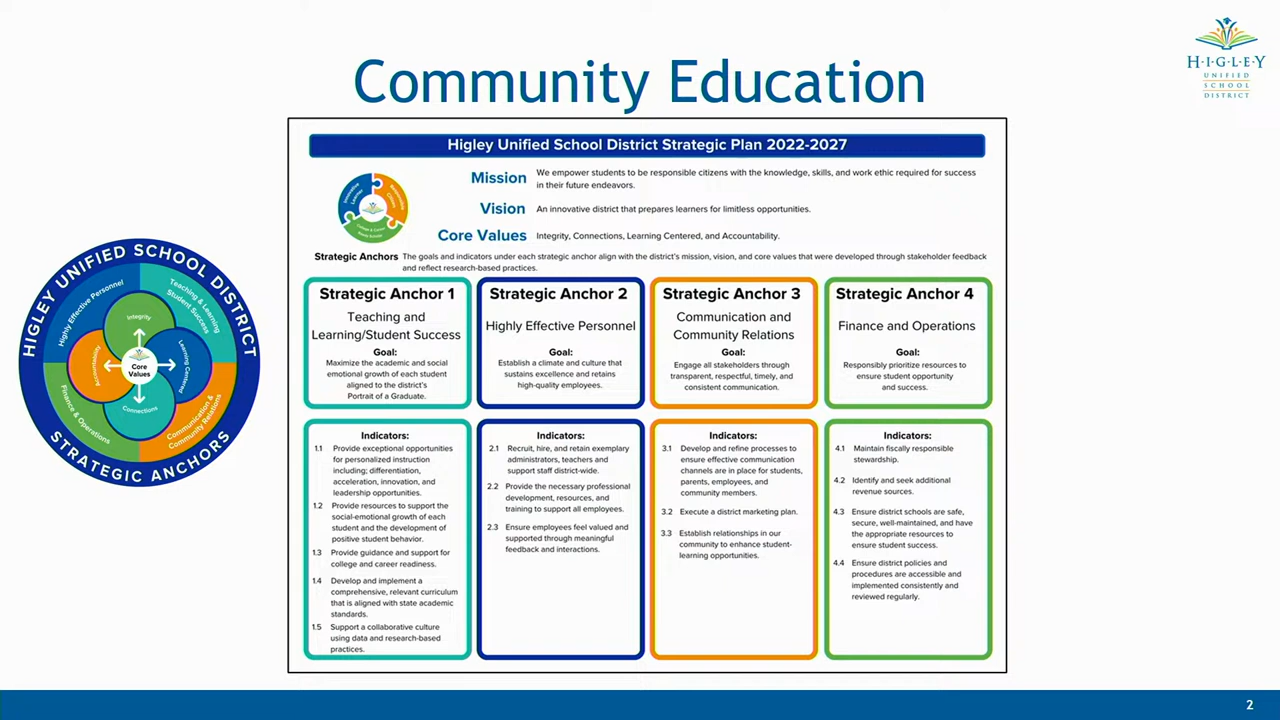 Community Education
H·I·G·L·E·Y
UNIFIED
SCHOOL
DISTRICT
Higley Unified School District Strategic Plan 2022-2027
Mission We empower students to be responsible citizens with the knowledge, skills, and work ethic required for success
in their future endeavors.
Vision An innovative district that prepares learners for limitless opportunities.
Core Values Integrity, Connections, Learning Centered, and Accountability.
Strategic Anchors The goals and indicators under each strategic anchor align with the district's mission, vision, and core values that were developed through stakeholder feedback
and reflect research-based practices.
HIGLEY UNIFIED SCHOOL DISTRICT
STRATEGIC ANCHORS
Highly Effective Personnel
Teaching & Learning
Student Success
Finance & Operations
Communication &
Community Relations
Integrity
Accountability
Learning Centered
Connections
Core
Values
Strategic Anchor 1
Teaching and
Learning/Student Success
Goal:
Maximize the academic and social
emotional growth of each student
aligned to the district's
Portrait of a Graduate.
Strategic Anchor 2
Highly Effective Personnel
Goal:
Establish a climate and culture that
sustains excellence and retains
high-quality employees.
Strategic Anchor 3
Communication and
Community Relations
Goal:
Engage all stakeholders through
transparent, respectful, timely, and
consistent communication.
Strategic Anchor 4
Finance and Operations
Goal:
Responsibly prioritize resources to
ensure student opportunity
and success.
Indicators:
1.1 Provide exceptional opportunities
for personalized instruction
including; differentiation,
acceleration, innovation, and
leadership opportunities.
1.2 Provide resources to support the
social-emotional growth of each
student and the development of
positive student behavior.
1.3 Provide guidance and support for
college and career readiness.
1.4 Develop and implement a
comprehensive, relevant curriculum
that is aligned with state academic
standards.
1.5 Support a collaborative culture
using data and research-based
practices.
Indicators:
2.1 Recruit, hire, and retain exemplary
administrators, teachers and
support staff district-wide.
2.2 Provide the necessary professional
development, resources, and
training to support all employees.
2.3 Ensure employees feel valued and
supported through meaningful
feedback and interactions.
Indicators:
3.1 Develop and refine processes to
ensure effective communication
channels are in place for students,
parents, employees, and
community members.
3.2 Execute a district marketing plan.
3.3 Establish relationships in our
community to enhance student-
learning opportunities.
Indicators:
4.1 Maintain fiscally responsible
stewardship.
4.2 Identify and seek additional
revenue sources.
4.3 Ensure district schools are safe,
secure, well-maintained, and have
the appropriate resources to
ensure student success.
4.4 Ensure district policies and
procedures are accessible and
implemented consistently and
reviewed regularly.
2